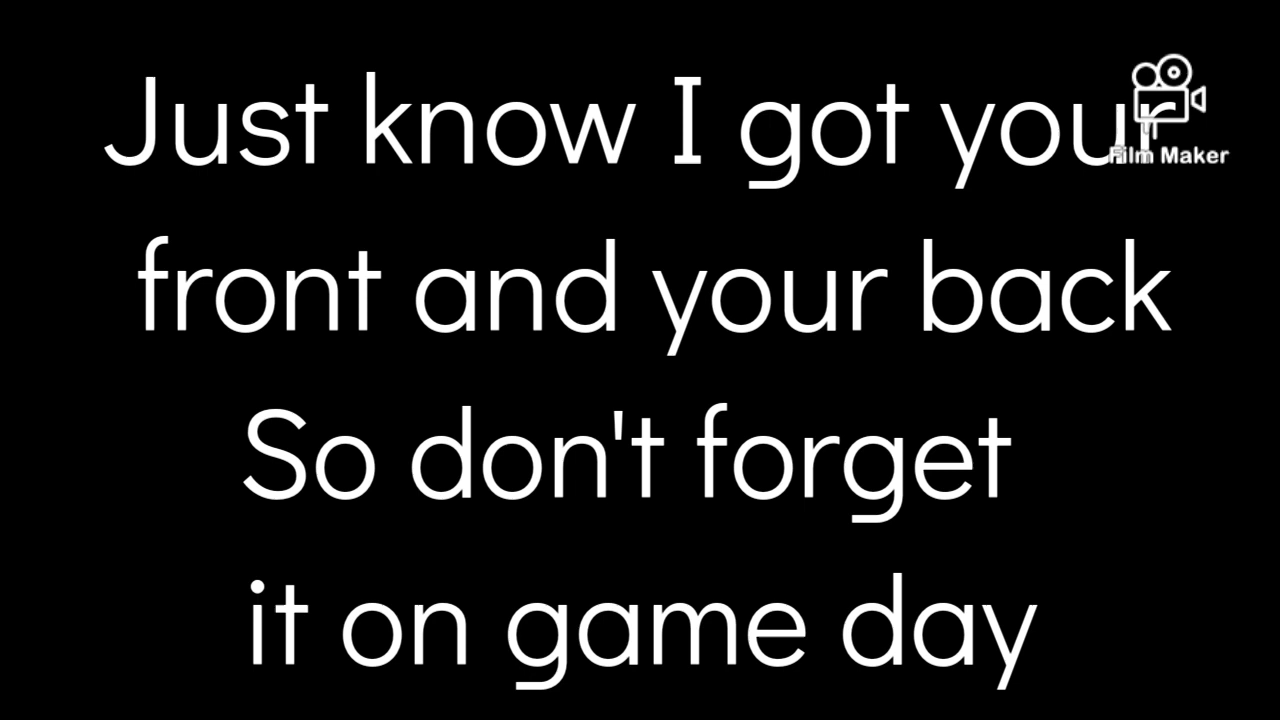 Just know I got your
Film Maker
front and your back
So don't forget
it on game day